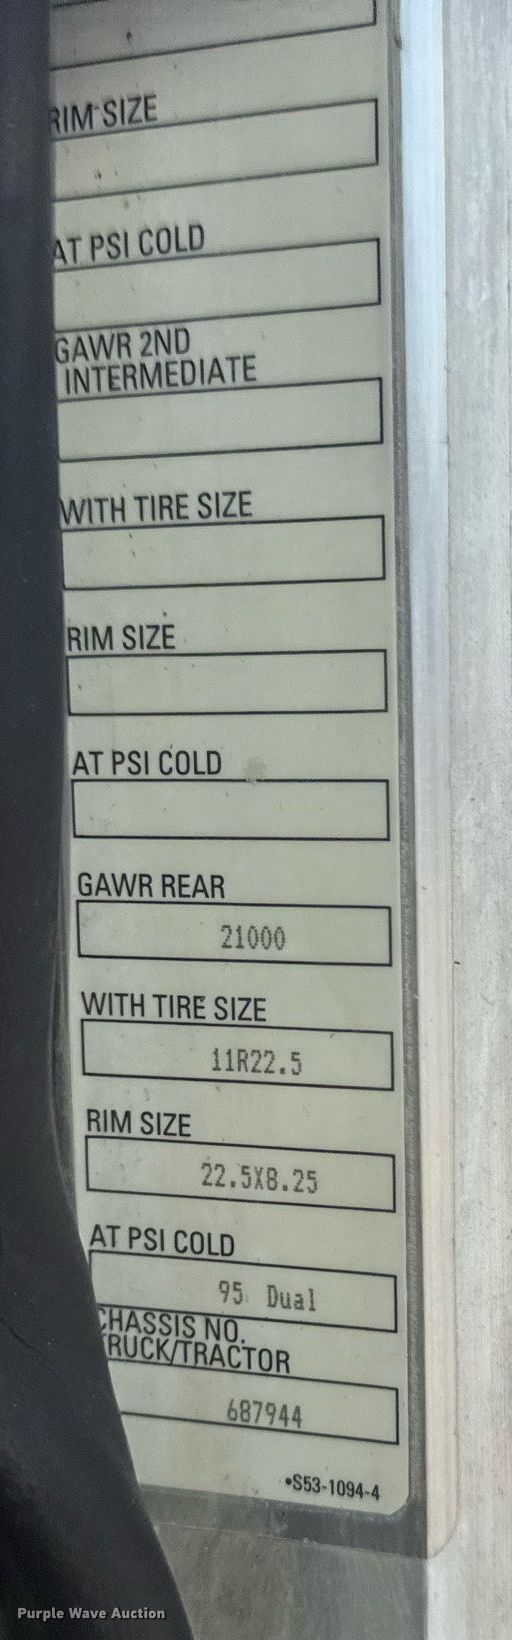 RIM SIZE
AT PSI COLD
GAWR 2ND
INTERMEDIATE
WITH TIRE SIZE
RIM SIZE
AT PSI COLD
GAWR REAR
21000
WITH TIRE SIZE
11R22.5
RIM SIZE
22.5X8.25
AT PSI COLD
95 Dual
CHASSIS NO.
TRUCK/TRACTOR
687944
•S53-1094-4
Purple Wave Auction